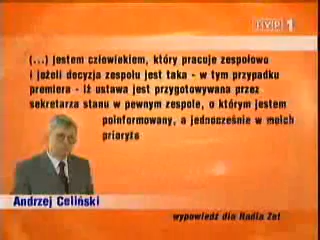 TVP 1
(...) jestem człowiekiem, który pracuje zespołowo
i jeżeli decyzja zespołu jest taka - w tym przypadku
premiera - iż ustawa jest przygotowywana przez
sekretarza stanu w pewnym zespole, o którym jestem
poinformowany, a jednocześnie w moich
prioryte
Andrzej Celiński
wypowiedź dla Radia Zet